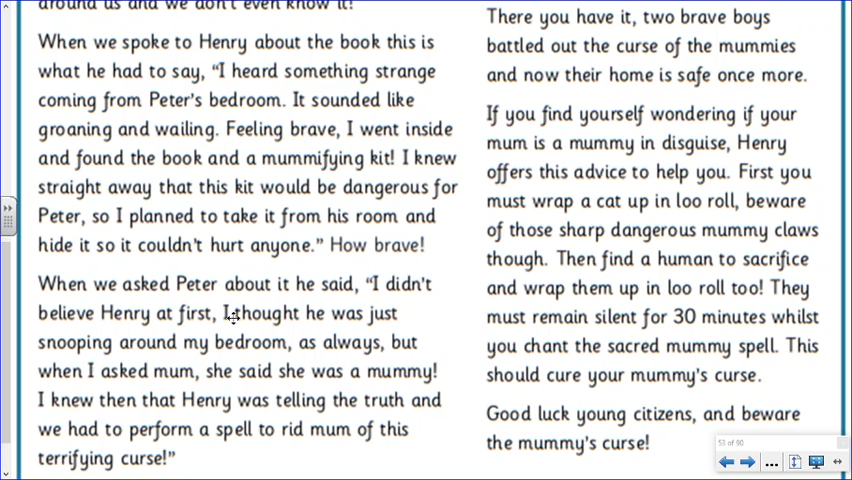 around us and we don't even know it!
When we spoke to Henry about the book this is
what he had to say, “I heard something strange
coming from Peter's bedroom. It sounded like
groaning and wailing. Feeling brave, I went inside
and found the book and a mummifying kit! I knew
straight away that this kit would be dangerous for
Peter, so I planned to take it from his room and
hide it so it couldn't hurt anyone.” How brave!
When we asked Peter about it he said, “I didn't
believe Henry at first, I thought he was just
snooping around my bedroom, as always, but
when I asked mum, she said she was a mummy!
I knew then that Henry was telling the truth and
we had to perform a spell to rid mum of this
terrifying curse!”
There you have it, two brave boys
battled out the curse of the mummies
and now their home is safe once more.
If you find yourself wondering if your
mum is a mummy in disguise, Henry
offers this advice to help you. First you
must wrap a cat up in loo roll, beware
of those sharp dangerous mummy claws
though. Then find a human to sacrifice
and wrap them up in loo roll too! They
must remain silent for 30 minutes whilst
you chant the sacred mummy spell. This
should cure your mummy's curse.
Good luck young citizens, and beware
the mummy's curse!
53 of 90